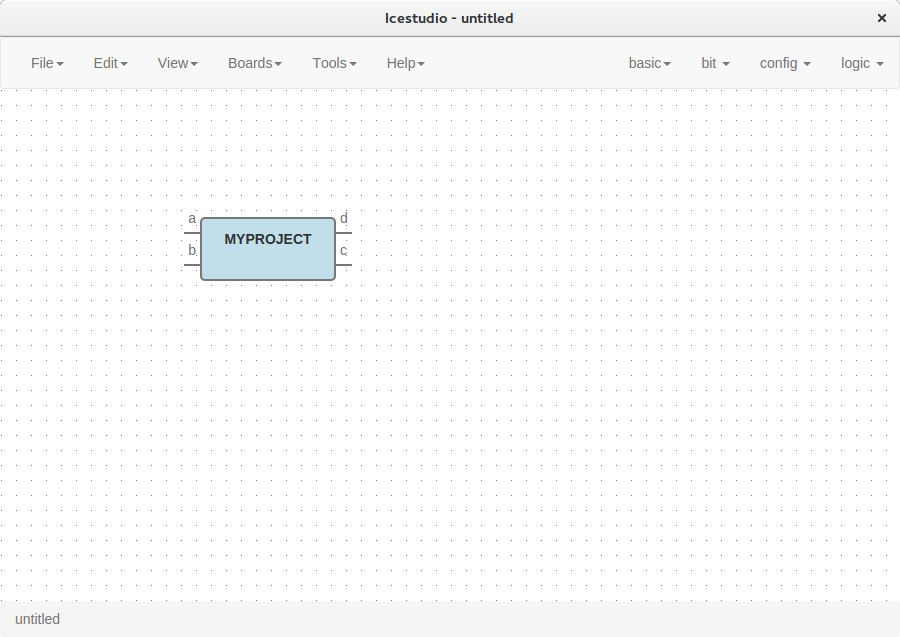 Icestudio - untitled
File Edit View Boards Tools Help basic bit config logic
a d
MYPROJECT
b c
untitled